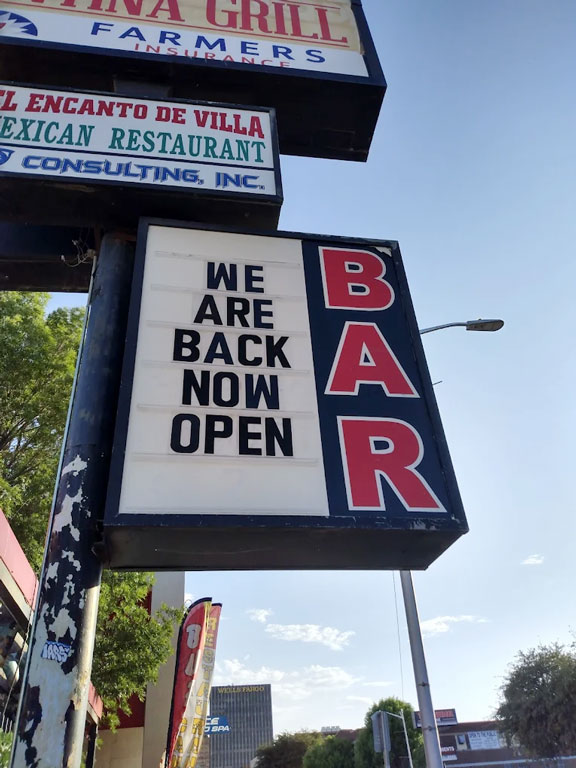 TINA GRILL
FARMERS
INSURANCE
EL ENCANTO DE VILLA
MEXICAN RESTAURANT
CONSULTING, INC.
WE
ARE
BACK
NOW
OPEN
BAR
WELLS FARGO